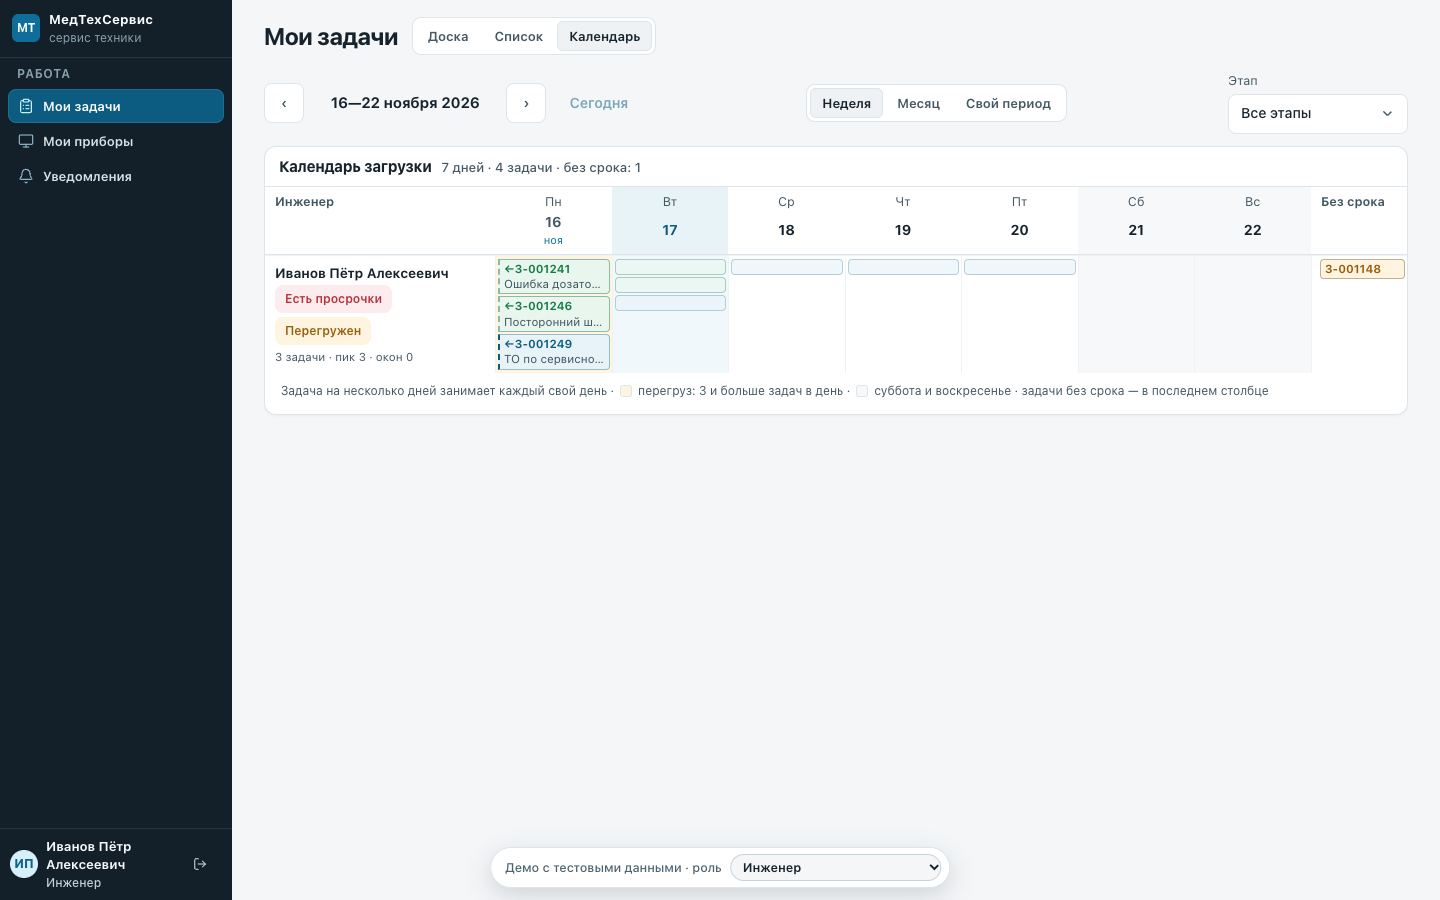 МТ
МедТехСервис
сервис техники
РАБОТА
Мои задачи
Мои приборы
Уведомления
Мои задачи
Доска
Список
Календарь
‹
16—22 ноября 2026
›
Сегодня
Неделя
Месяц
Свой период
Этап
Все этапы
Календарь загрузки 7 дней · 4 задачи · без срока: 1
Инженер
Пн
16
ноя
Вт
17
Ср
18
Чт
19
Пт
20
Сб
21
Вс
22
Без срока
Иванов Пётр Алексеевич
Есть просрочки
Перегружен
3 задачи · пик 3 · окон 0
←З-001241
Ошибка дозато...
←З-001246
Посторонний ш...
←З-001249
ТО по сервисно...
З-001148
Задача на несколько дней занимает каждый свой день · перегруз: 3 и больше задач в день · суббота и воскресенье · задачи без срока — в последнем столбце
ИП
Иванов Пётр
Алексеевич
Инженер
Демо с тестовыми данными · роль
Инженер